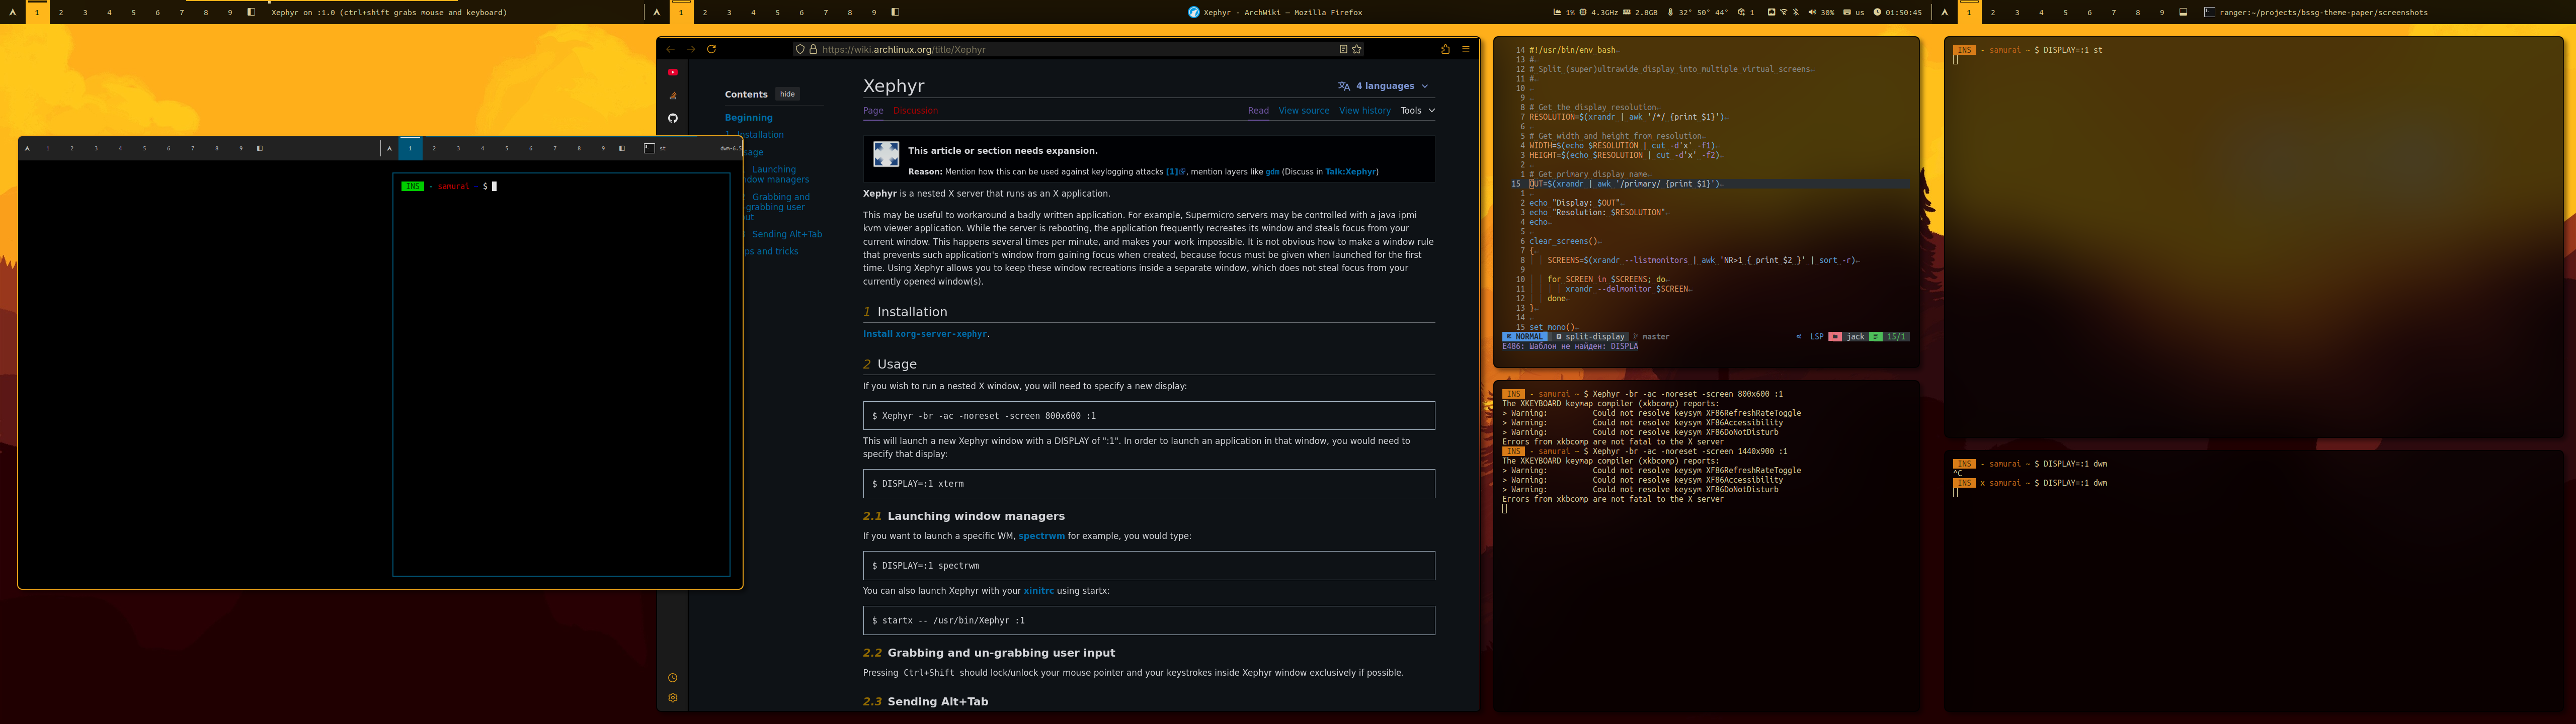 1 2 3 4 5 6 7 8 9 Xephyr on :1.0 (ctrl+shift grabs mouse and keyboard)
1 2 3 4 5 6 7 8 9 Xephyr - ArchWiki — Mozilla Firefox 1% 4.3GHz 2.8GB 32° 50° 44° 1 30% us 01:50:45
1 2 3 4 5 6 7 8 9 ranger:~/projects/bssg-theme-paper/screenshots
1 2 3 4 5 6 7 8 9
1 2 3 4 5 6 7 8 9 st dwm-6.5
INS - samurai ~ $
https://wiki.archlinux.org/title/Xephyr
Contents hide
Beginning
Installation
sage
Launching
dow managers
Grabbing and
-grabbing user
out
Sending Alt+Tab
ps and tricks
Xephyr
4 languages
Page Discussion Read View source View history Tools
This article or section needs expansion.
Reason: Mention how this can be used against keylogging attacks [1], mention layers like gdm (Discuss in Talk:Xephyr)
Xephyr is a nested X server that runs as an X application.
This may be useful to workaround a badly written application. For example, Supermicro servers may be controlled with a java ipmi
kvm viewer application. While the server is rebooting, the application frequently recreates its window and steals focus from your
current window. This happens several times per minute, and makes your work impossible. It is not obvious how to make a window rule
that prevents such application's window from gaining focus when created, because focus must be given when launched for the first
time. Using Xephyr allows you to keep these window recreations inside a separate window, which does not steal focus from your
currently opened window(s).
1 Installation
Install xorg-server-xephyr.
2 Usage
If you wish to run a nested X window, you will need to specify a new display:
$ Xephyr -br -ac -noreset -screen 800x600 :1
This will launch a new Xephyr window with a DISPLAY of ":1". In order to launch an application in that window, you would need to
specify that display:
$ DISPLAY=:1 xterm
2.1 Launching window managers
If you want to launch a specific WM, spectrwm for example, you would type:
$ DISPLAY=:1 spectrwm
You can also launch Xephyr with your xinitrc using startx:
$ startx -- /usr/bin/Xephyr :1
2.2 Grabbing and un-grabbing user input
Pressing Ctrl+Shift should lock/unlock your mouse pointer and your keystrokes inside Xephyr window exclusively if possible.
2.3 Sending Alt+Tab
14 #!/usr/bin/env bash
13 #
12 # Split (super)ultrawide display into multiple virtual screens
11 #
10
9
8 # Get the display resolution
7 RESOLUTION=$(xrandr | awk '/*/ {print $1}')
6
5 # Get width and height from resolution
4 WIDTH=$(echo $RESOLUTION | cut -d'x' -f1)
3 HEIGHT=$(echo $RESOLUTION | cut -d'x' -f2)
2
1 # Get primary display name
15 OUT=$(xrandr | awk '/primary/ {print $1}')
1
2 echo "Display: $OUT"
3 echo "Resolution: $RESOLUTION"
4 echo
5
6 clear_screens()
7 {
8 SCREENS=$(xrandr --listmonitors | awk 'NR>1 { print $2 }' | sort -r)
9
10 for SCREEN in $SCREENS; do
11 xrandr --delmonitor $SCREEN
12 done
13 }
14
15 set_mono()
NORMAL split-display master LSP jack 15/1
E486: Шаблон не найден: DISPLA
INS - samurai ~ $ Xephyr -br -ac -noreset -screen 800x600 :1
The XKEYBOARD keymap compiler (xkbcomp) reports:
> Warning: Could not resolve keysym XF86RefreshRateToggle
> Warning: Could not resolve keysym XF86Accessibility
> Warning: Could not resolve keysym XF86DoNotDisturb
Errors from xkbcomp are not fatal to the X server
INS - samurai ~ $ Xephyr -br -ac -noreset -screen 1440x900 :1
The XKEYBOARD keymap compiler (xkbcomp) reports:
> Warning: Could not resolve keysym XF86RefreshRateToggle
> Warning: Could not resolve keysym XF86Accessibility
> Warning: Could not resolve keysym XF86DoNotDisturb
Errors from xkbcomp are not fatal to the X server
INS - samurai ~ $ DISPLAY=:1 st
INS - samurai ~ $ DISPLAY=:1 dwm
^C
INS x samurai ~ $ DISPLAY=:1 dwm